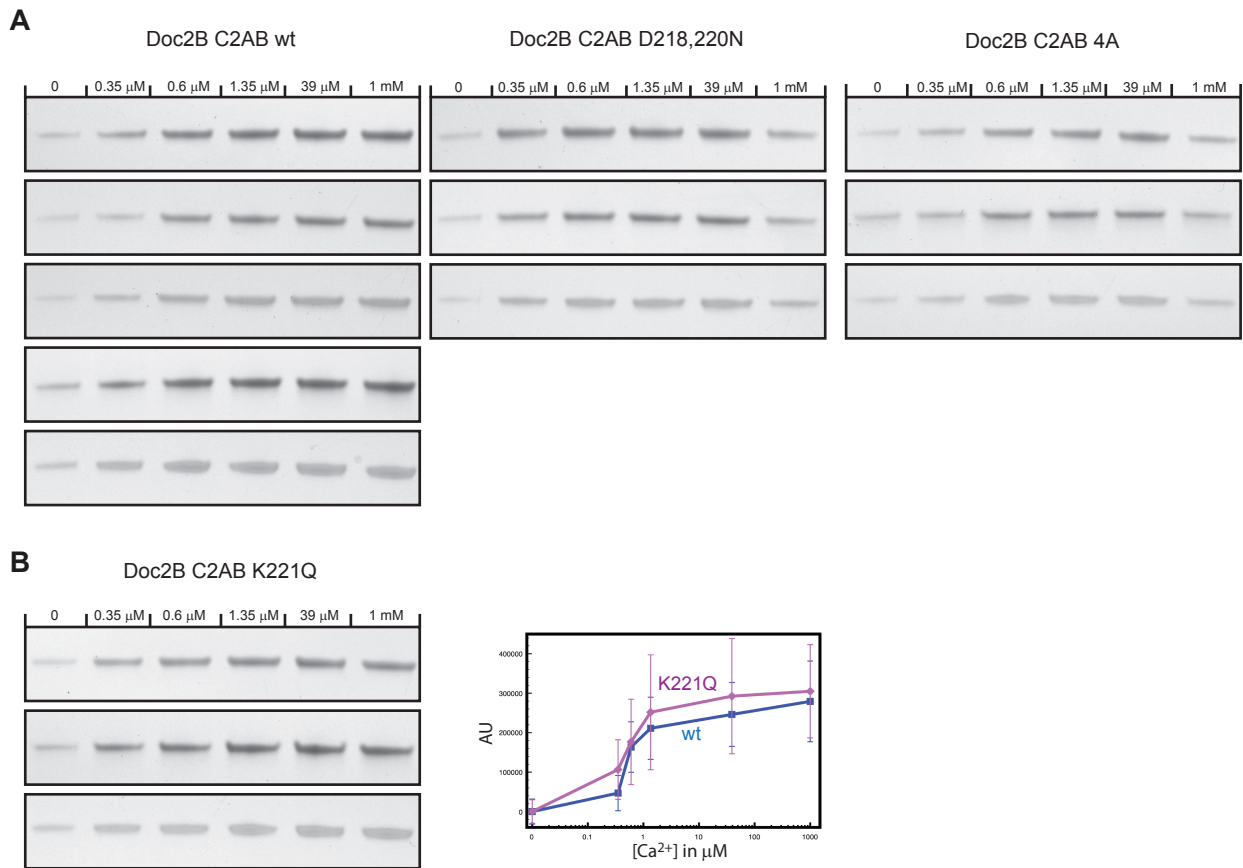 A
Doc2B C2AB wt
Doc2B C2AB D218,220N
Doc2B C2AB 4A
0 0.35 µM 0.6 µM 1.35 µM 39 µM 1 mM
0 0.35 µM 0.6 µM 1.35 µM 39 µM 1 mM
0 0.35 µM 0.6 µM 1.35 µM 39 µM 1 mM
B
Doc2B C2AB K221Q
0 0.35 µM 0.6 µM 1.35 µM 39 µM 1 mM
AU
400000
300000
200000
100000
0
K221Q
wt
0 0.1 1 10 100 1000
[Ca²⁺] in µM